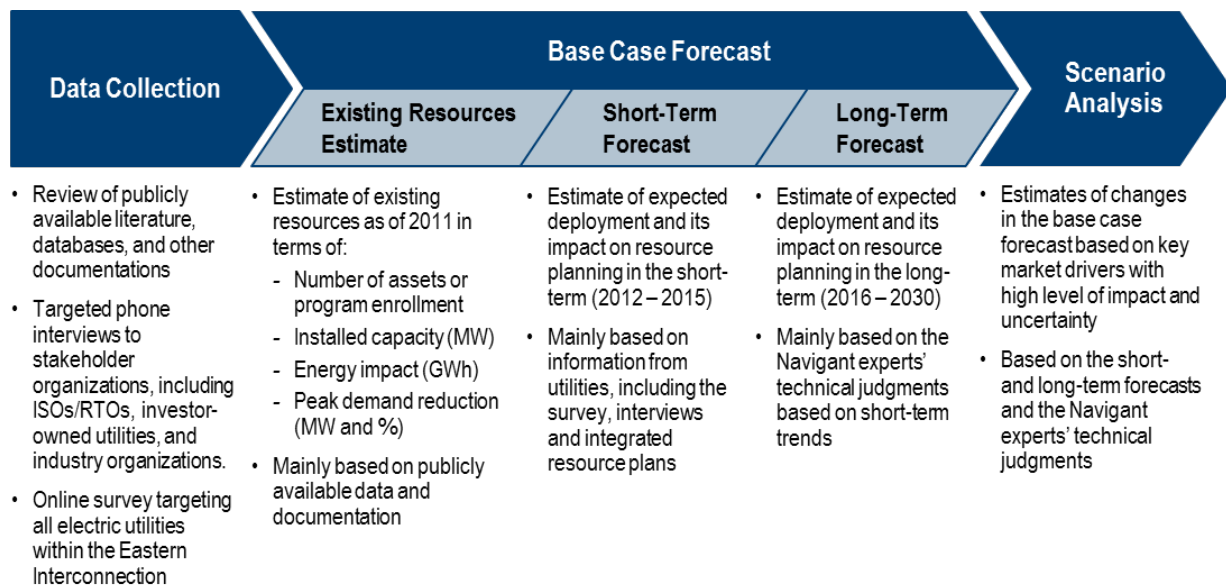 Data Collection
Base Case Forecast
Existing Resources
Estimate
Short-Term
Forecast
Long-Term
Forecast
Scenario
Analysis
• Review of publicly
available literature,
databases, and other
documentations
• Targeted phone
interviews to
stakeholder
organizations, including
ISOs/RTOs, investor-
owned utilities, and
industry organizations.
• Online survey targeting
all electric utilities
within the Eastern
Interconnection
• Estimate of existing
resources as of 2011 in
terms of:
- Number of assets or
program enrollment
- Installed capacity (MW)
- Energy impact (GWh)
- Peak demand reduction
(MW and %)
• Mainly based on publicly
available data and
documentation
• Estimate of expected
deployment and its
impact on resource
planning in the short-
term (2012 – 2015)
• Mainly based on
information from
utilities, including the
survey, interviews
and integrated
resource plans
• Estimate of expected
deployment and its
impact on resource
planning in the long-
term (2016 – 2030)
• Mainly based on the
Navigant experts'
technical judgments
based on short-term
trends
• Estimates of changes
in the base case
forecast based on key
market drivers with
high level of impact and
uncertainty
• Based on the short-
and long-term forecasts
and the Navigant
experts' technical
judgments